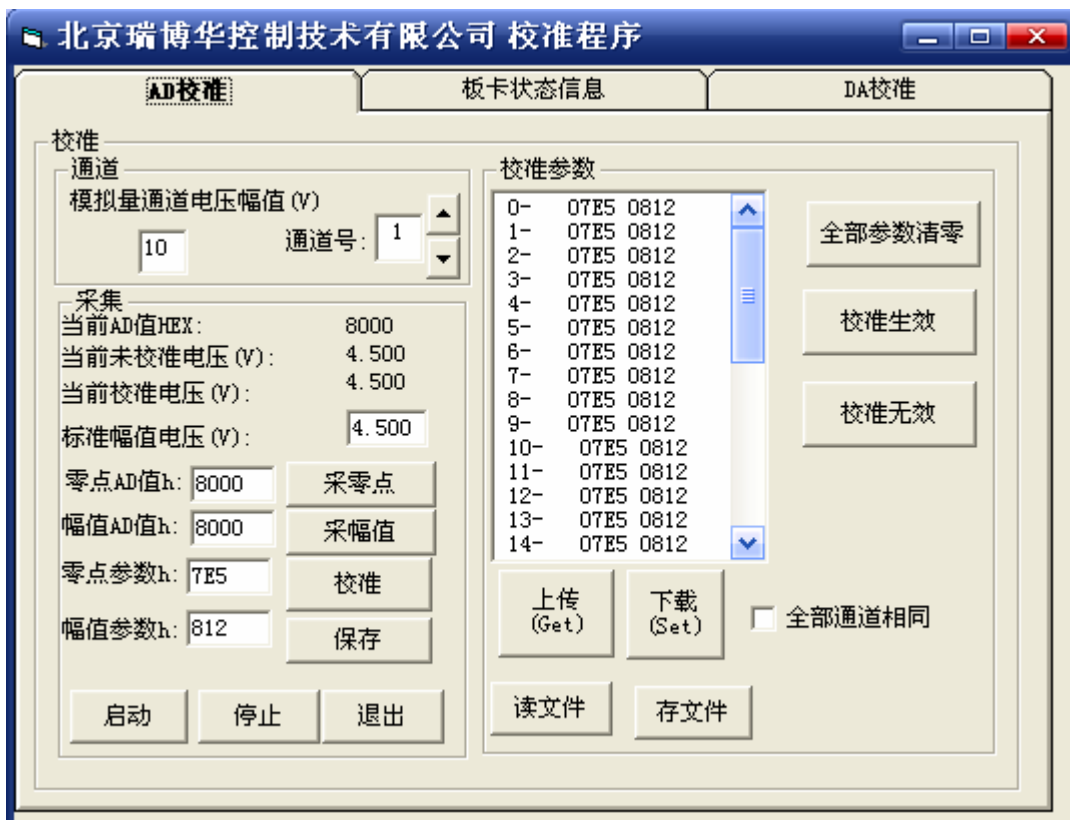 北京瑞博华控制技术有限公司 校准程序
AD校准 板卡状态信息 DA校准
校准
通道
模拟量通道电压幅值(V)
10 通道号: 1
采集
当前AD值HEX: 8000
当前未校准电压(V): 4.500
当前校准电压(V): 4.500
标准幅值电压(V): 4.500
零点AD值h: 8000 采零点
幅值AD值h: 8000 采幅值
零点参数h: 7E5 校准
幅值参数h: 812 保存
启动 停止 退出
校准参数
0- 07E5 0812
1- 07E5 0812
2- 07E5 0812
3- 07E5 0812
4- 07E5 0812
5- 07E5 0812
6- 07E5 0812
7- 07E5 0812
8- 07E5 0812
9- 07E5 0812
10- 07E5 0812
11- 07E5 0812
12- 07E5 0812
13- 07E5 0812
14- 07E5 0812
全部参数清零
校准生效
校准无效
上传 下载
(Get) (Set)
全部通道相同
读文件 存文件